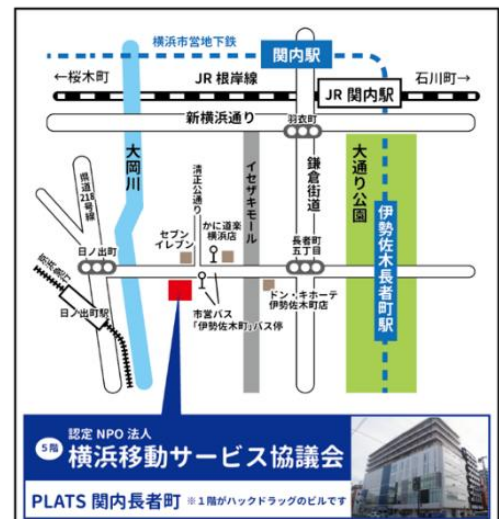 横浜市営地下鉄
関内駅
←桜木町
JR 根岸線
石川町→
JR 関内駅
新横浜通り
羽衣町
大岡川
県道218号線
清正公通り
イセザキモール
鎌倉街道
大通り公園
伊勢佐木長者町駅
セブン
イレブン
かに道楽
横浜店
長者町
五丁目
日ノ出町
京浜急行
日ノ出町駅
市営バス
「伊勢佐木町」バス停
ドン・キホーテ
伊勢佐木町店
5階
認定 NPO 法人
横浜移動サービス協議会
PLATS 関内長者町 ※1階がハックドラッグのビルです